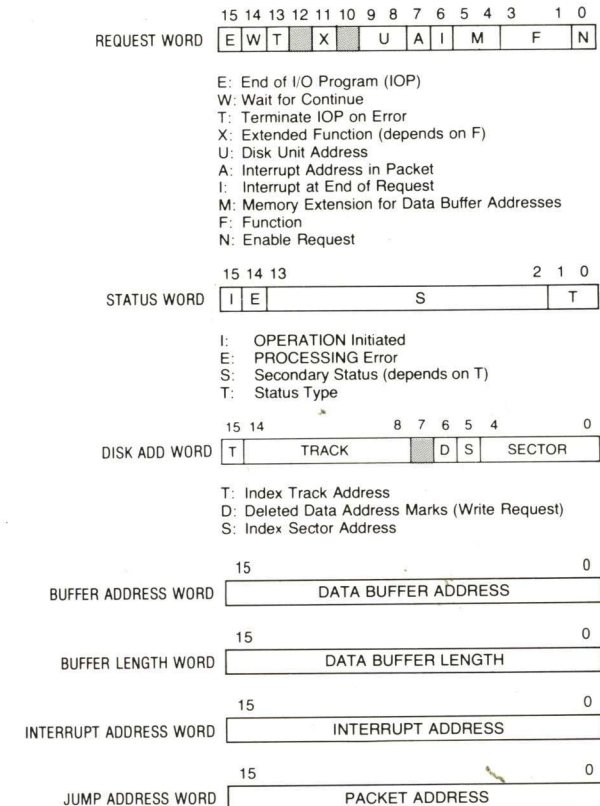 15 14 13 12 11 10 9 8 7 6 5 4 3 1 0
REQUEST WORD E W T X U A I M F N
E: End of I/O Program (IOP)
W: Wait for Continue
T: Terminate IOP on Error
X: Extended Function (depends on F)
U: Disk Unit Address
A: Interrupt Address in Packet
I: Interrupt at End of Request
M: Memory Extension for Data Buffer Addresses
F: Function
N: Enable Request
15 14 13 2 1 0
STATUS WORD I E S T
I: OPERATION Initiated
E: PROCESSING Error
S: Secondary Status (depends on T)
T: Status Type
15 14 8 7 6 5 4 0
DISK ADD WORD T TRACK D S SECTOR
T: Index Track Address
D: Deleted Data Address Marks (Write Request)
S: Index Sector Address
15 0
BUFFER ADDRESS WORD DATA BUFFER ADDRESS
15 0
BUFFER LENGTH WORD DATA BUFFER LENGTH
15 0
INTERRUPT ADDRESS WORD INTERRUPT ADDRESS
15 0
JUMP ADDRESS WORD PACKET ADDRESS